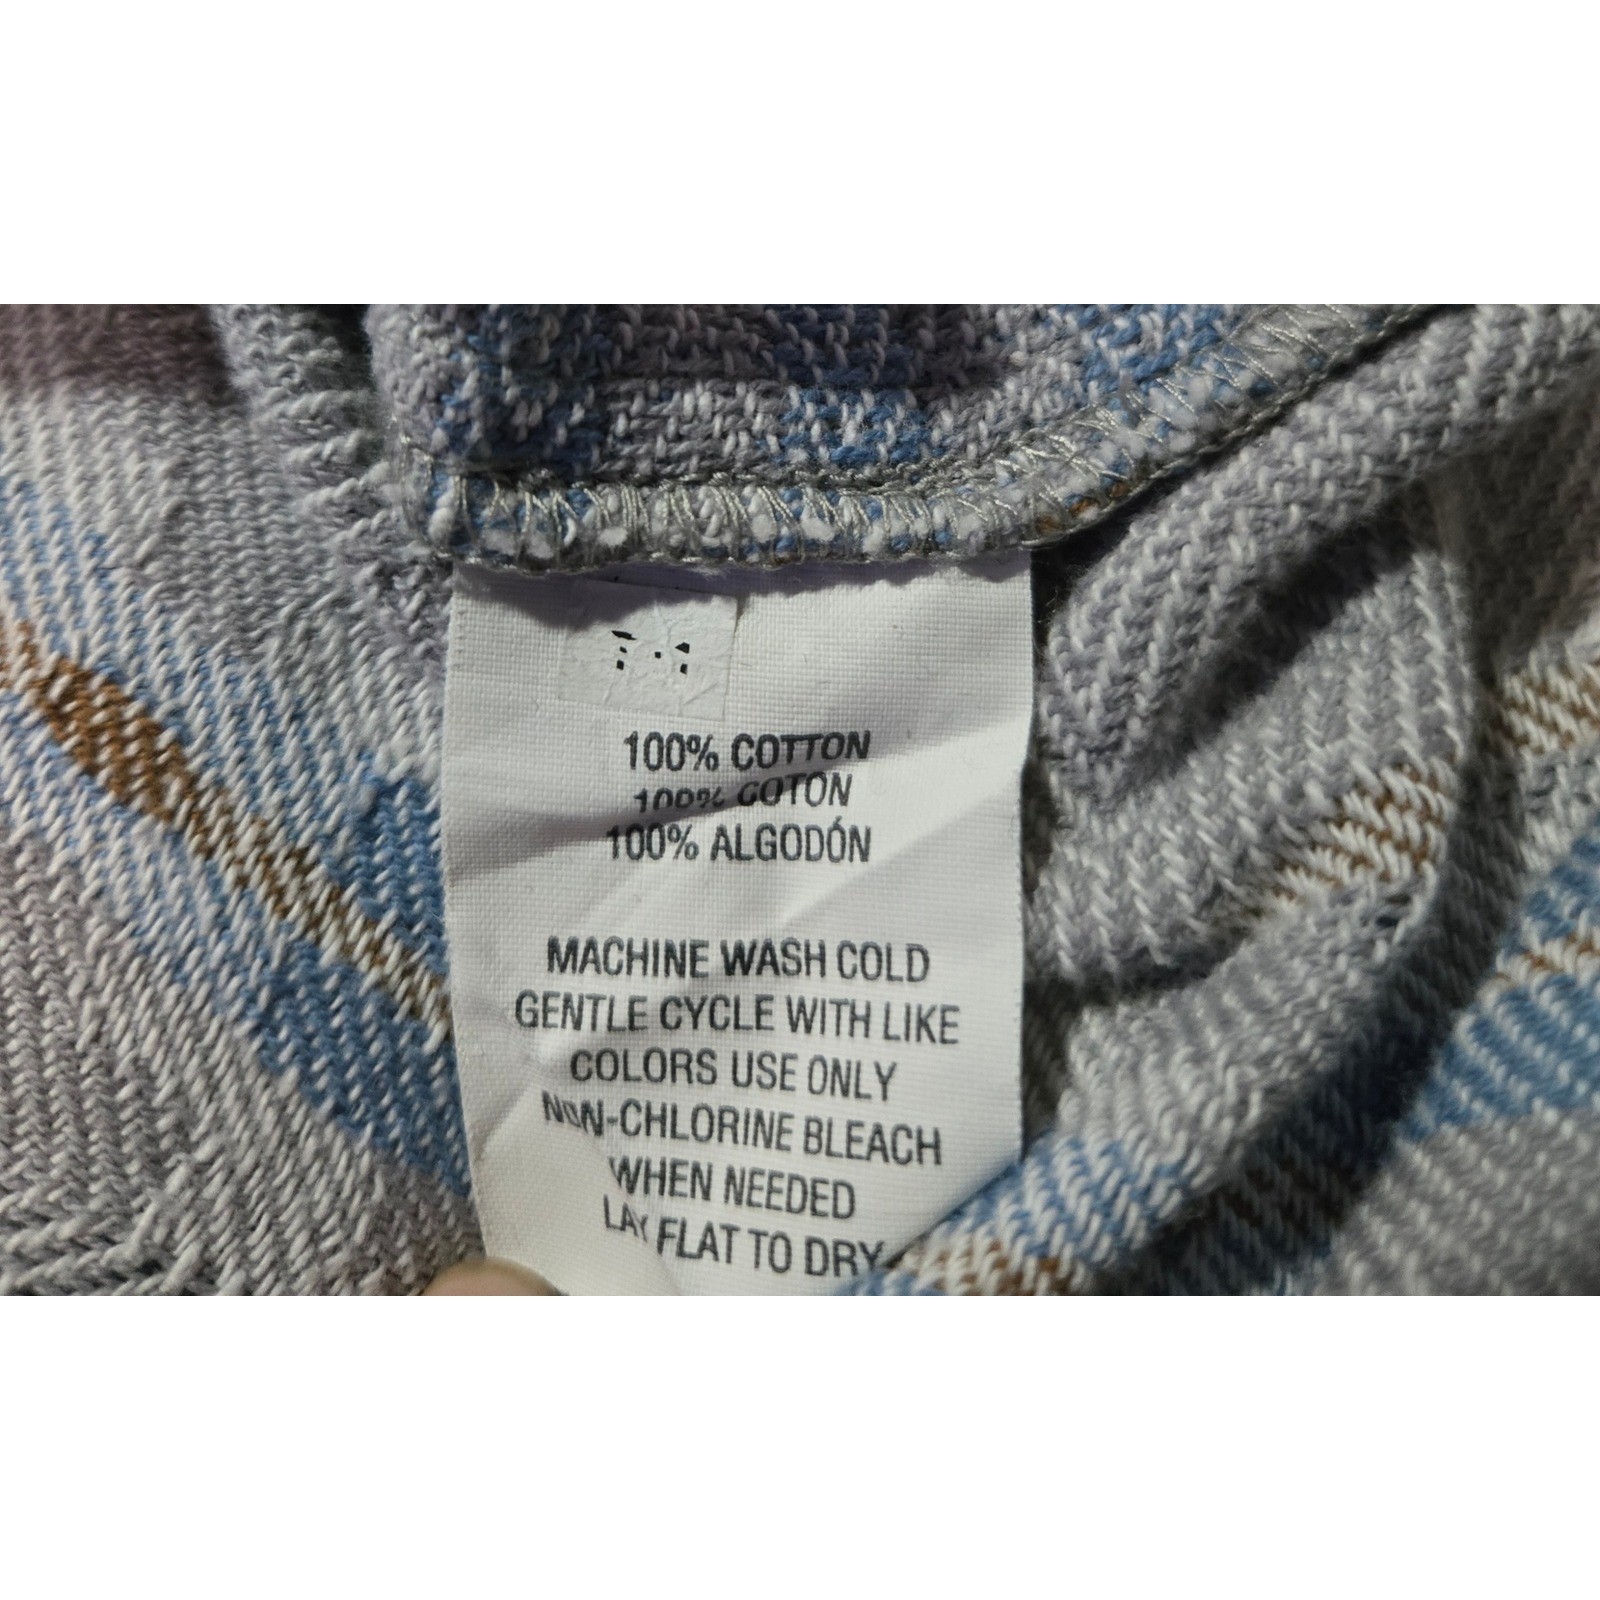 100% COTTON
100% COTON
100% ALGODÓN
MACHINE WASH COLD
GENTLE CYCLE WITH LIKE
COLORS USE ONLY
NON-CHLORINE BLEACH
WHEN NEEDED
LAY FLAT TO DRY